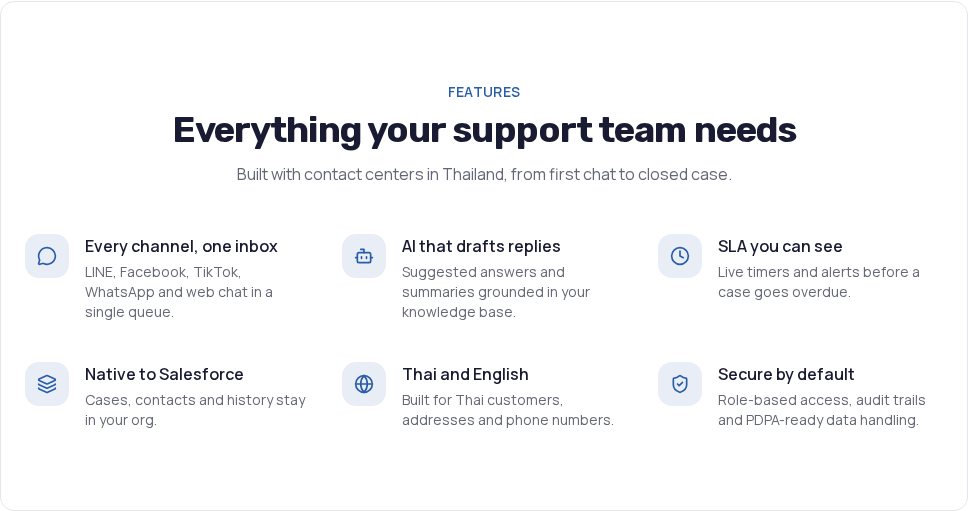 FEATURES
Everything your support team needs
Built with contact centers in Thailand, from first chat to closed case.
Every channel, one inbox
LINE, Facebook, TikTok,
WhatsApp and web chat in a
single queue.
AI that drafts replies
Suggested answers and
summaries grounded in your
knowledge base.
SLA you can see
Live timers and alerts before a
case goes overdue.
Native to Salesforce
Cases, contacts and history stay
in your org.
Thai and English
Built for Thai customers,
addresses and phone numbers.
Secure by default
Role-based access, audit trails
and PDPA-ready data handling.